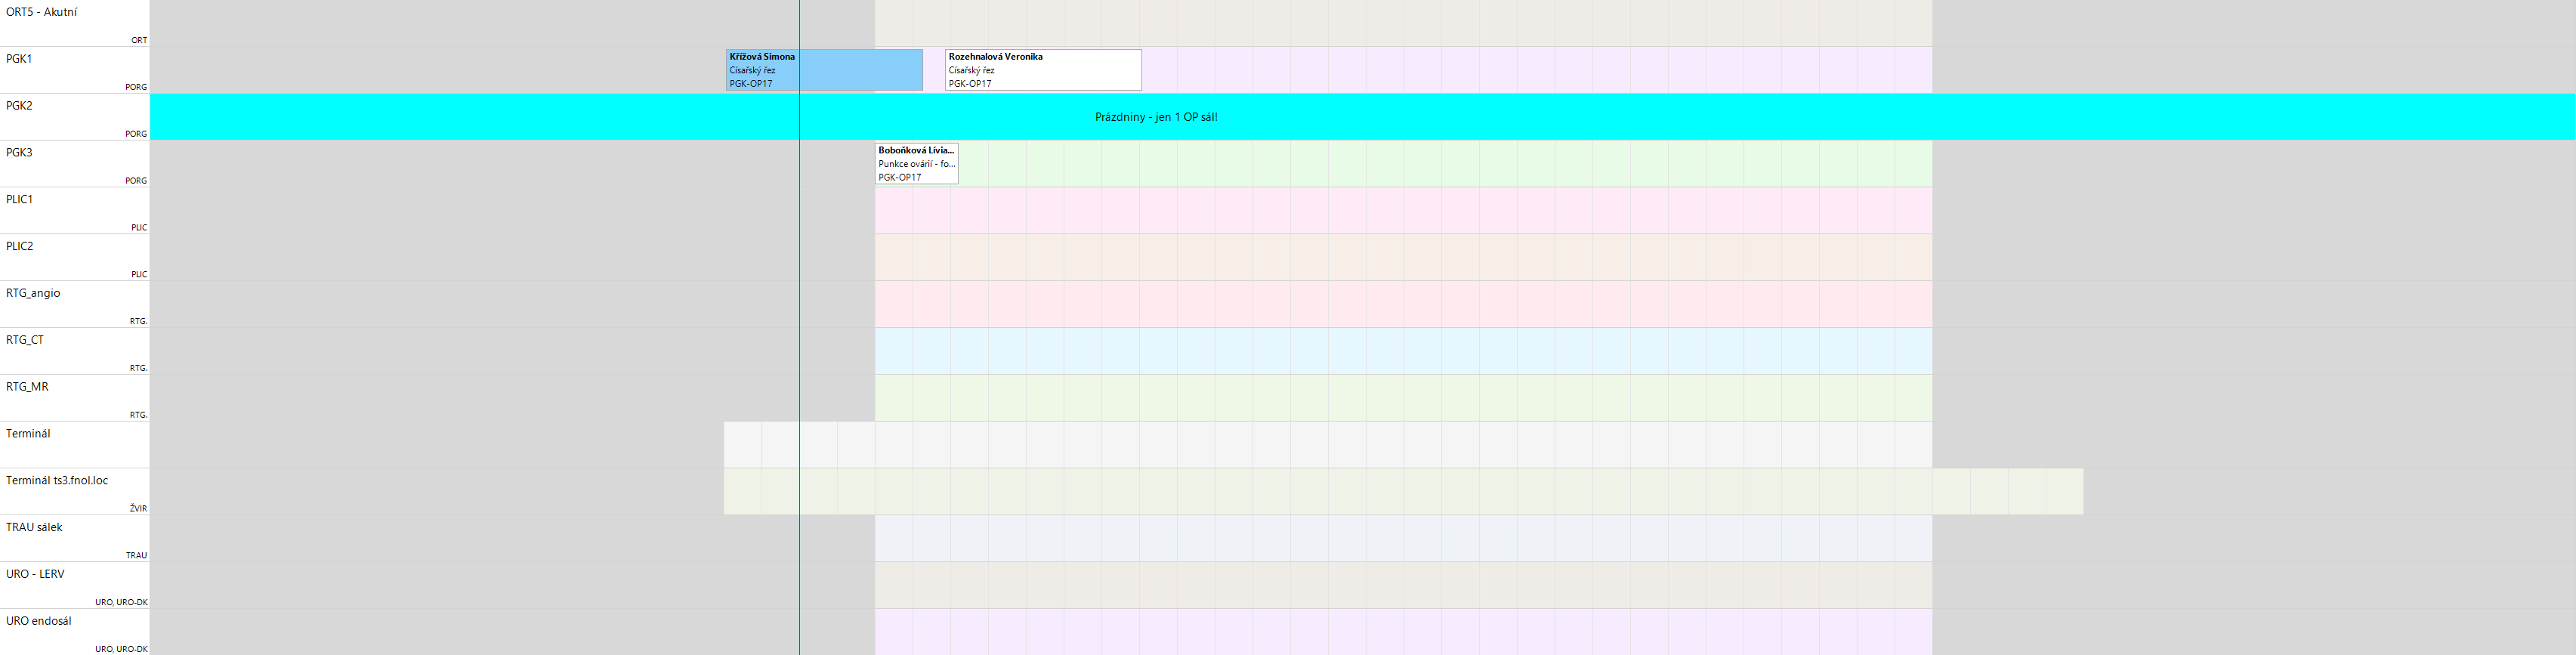 ORT5 - Akutní
ORT
PGK1
PORG
Křížová Simona
Císařský řez
PGK-OP17
Rozehnalová Veronika
Císařský řez
PGK-OP17
PGK2
PORG
Prázdniny - jen 1 OP sál!
PGK3
PORG
Boboňková Lívia...
Punkce ovárií - fo...
PGK-OP17
PLIC1
PLIC
PLIC2
PLIC
RTG_angio
RTG.
RTG_CT
RTG.
RTG_MR
RTG.
Terminál
Terminál ts3.fnol.loc
ŽVIR
TRAU sálek
TRAU
URO - LERV
URO, URO-DK
URO endosál
URO, URO-DK